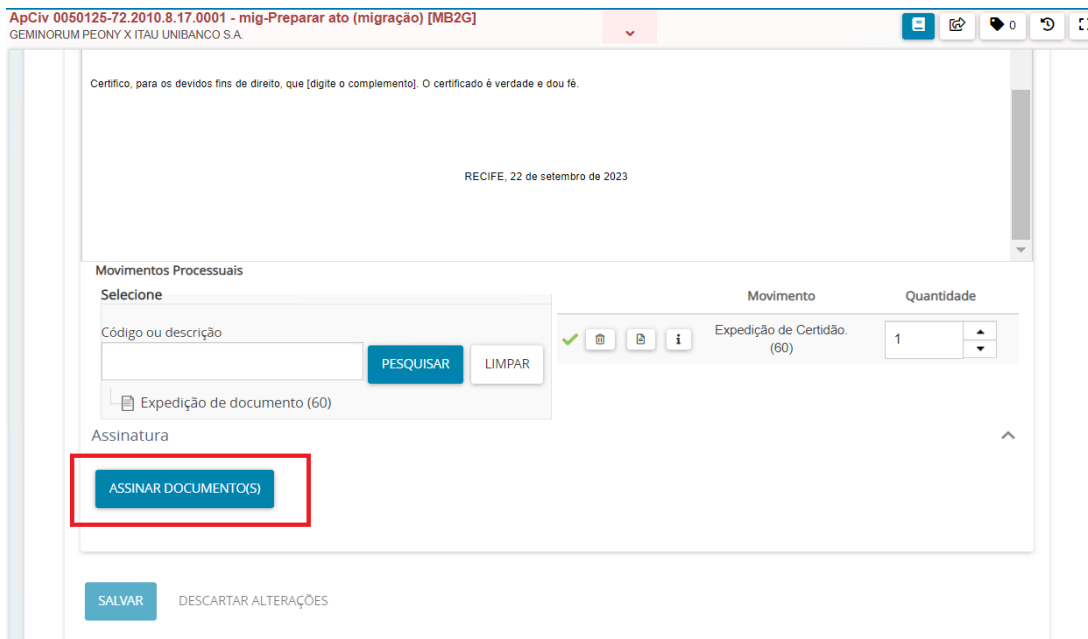 ApCiv 0050125-72.2010.8.17.0001 - mig-Preparar ato (migração) [MB2G]
GEMINORUM PEONY X ITAU UNIBANCO S.A.
0
Certifico, para os devidos fins de direito, que [digite o complemento]. O certificado é verdade e dou fé.
RECIFE, 22 de setembro de 2023
Movimentos Processuais
Selecione
Movimento Quantidade
Código ou descrição
Expedição de Certidão.
(60)
1
i
PESQUISAR LIMPAR
Expedição de documento (60)
Assinatura
ASSINAR DOCUMENTO(S)
SALVAR DESCARTAR ALTERAÇÕES